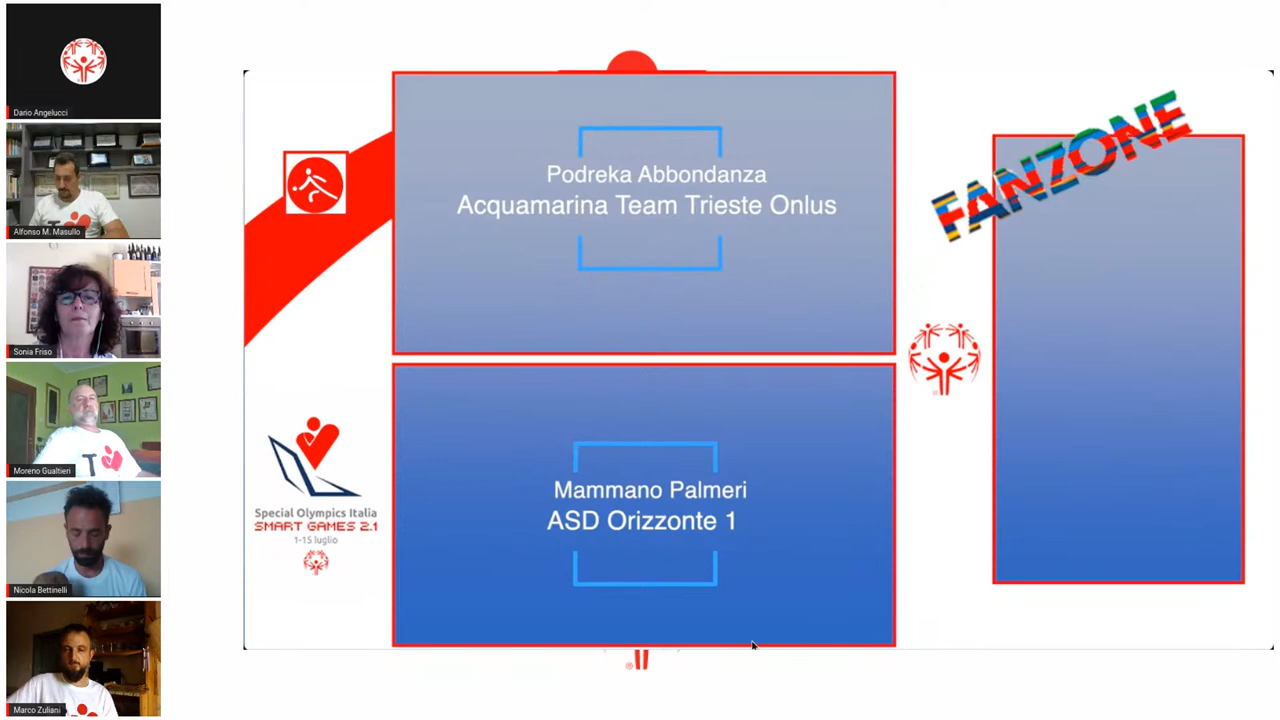 Dario Angelucci
Alfonso M. Masullo
Sonia Friso
Moreno Gualtieri
Nicola Bettinelli
Marco Zuliani
Podreka Abbondanza
Acquamarina Team Trieste Onlus
Mammano Palmeri
ASD Orizzonte 1
Special Olympics Italia
SMART GAMES 2.1
1-15 luglio
FANZONE